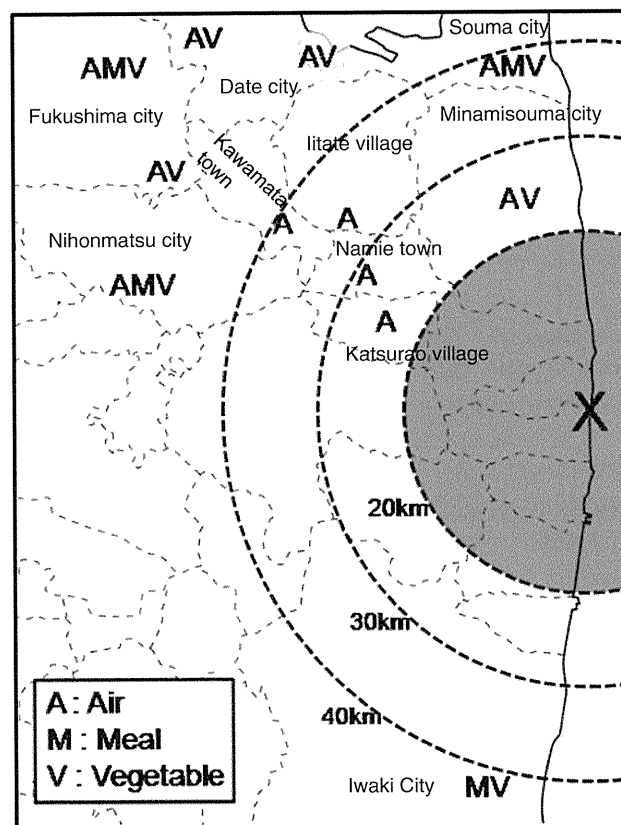 Souma city
AV
AV
AMV
AMV
Date city
Fukushima city
Minamisouma city
Iitate village
Kawamata
town
AV
AV
A
A
Nihonmatsu city
Namie town
A
AMV
A
Katsurao village
X
20km
30km
40km
A : Air
M : Meal
V : Vegetable
Iwaki City
MV